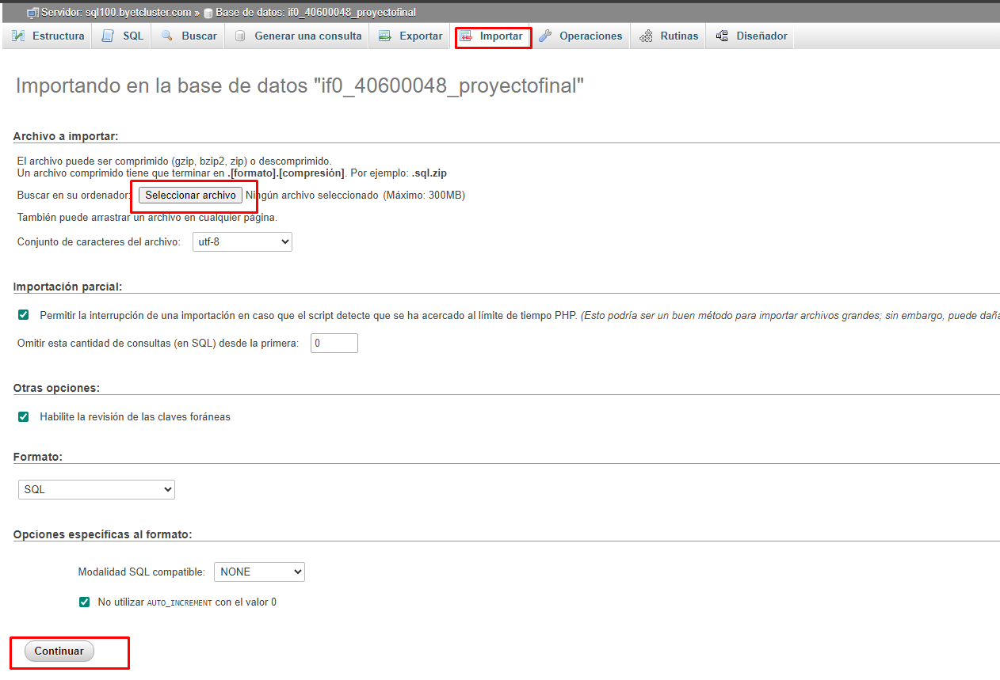 Servidor: sql100.byetcluster.com » Base de datos: if0_40600048_proyectofinal
Estructura SQL Buscar Generar una consulta Exportar Importar Operaciones Rutinas Diseñador
Importando en la base de datos "if0_40600048_proyectofinal"
Archivo a importar:
El archivo puede ser comprimido (gzip, bzip2, zip) o descomprimido.
Un archivo comprimido tiene que terminar en .[formato].[compresión]. Por ejemplo: .sql.zip
Buscar en su ordenador: Seleccionar archivo Ningún archivo seleccionado (Máximo: 300MB)
También puede arrastrar un archivo en cualquier página.
Conjunto de caracteres del archivo: utf-8
Importación parcial:
Permitir la interrupción de una importación en caso que el script detecte que se ha acercado al límite de tiempo PHP. (Esto podría ser un buen método para importar archivos grandes; sin embargo, puede daña
Omitir esta cantidad de consultas (en SQL) desde la primera: 0
Otras opciones:
Habilite la revisión de las claves foráneas
Formato:
SQL
Opciones específicas al formato:
Modalidad SQL compatible: NONE
No utilizar AUTO_INCREMENT con el valor 0
Continuar